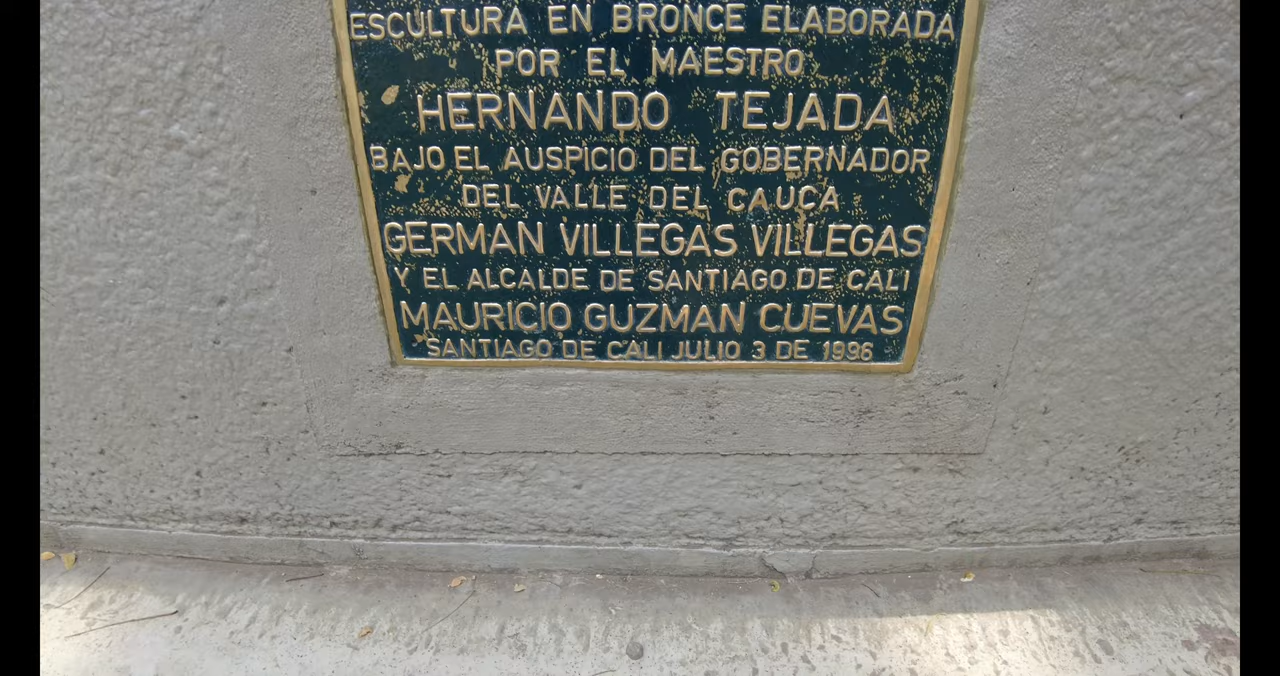 ESCULTURA EN BRONCE ELABORADA
POR EL MAESTRO
HERNANDO TEJADA
BAJO EL AUSPICIO DEL GOBERNADOR
DEL VALLE DEL CAUCA
GERMAN VILLEGAS VILLEGAS
Y EL ALCALDE DE SANTIAGO DE CALI
MAURICIO GUZMAN CUEVAS
SANTIAGO DE CALI JULIO 3 DE 1996